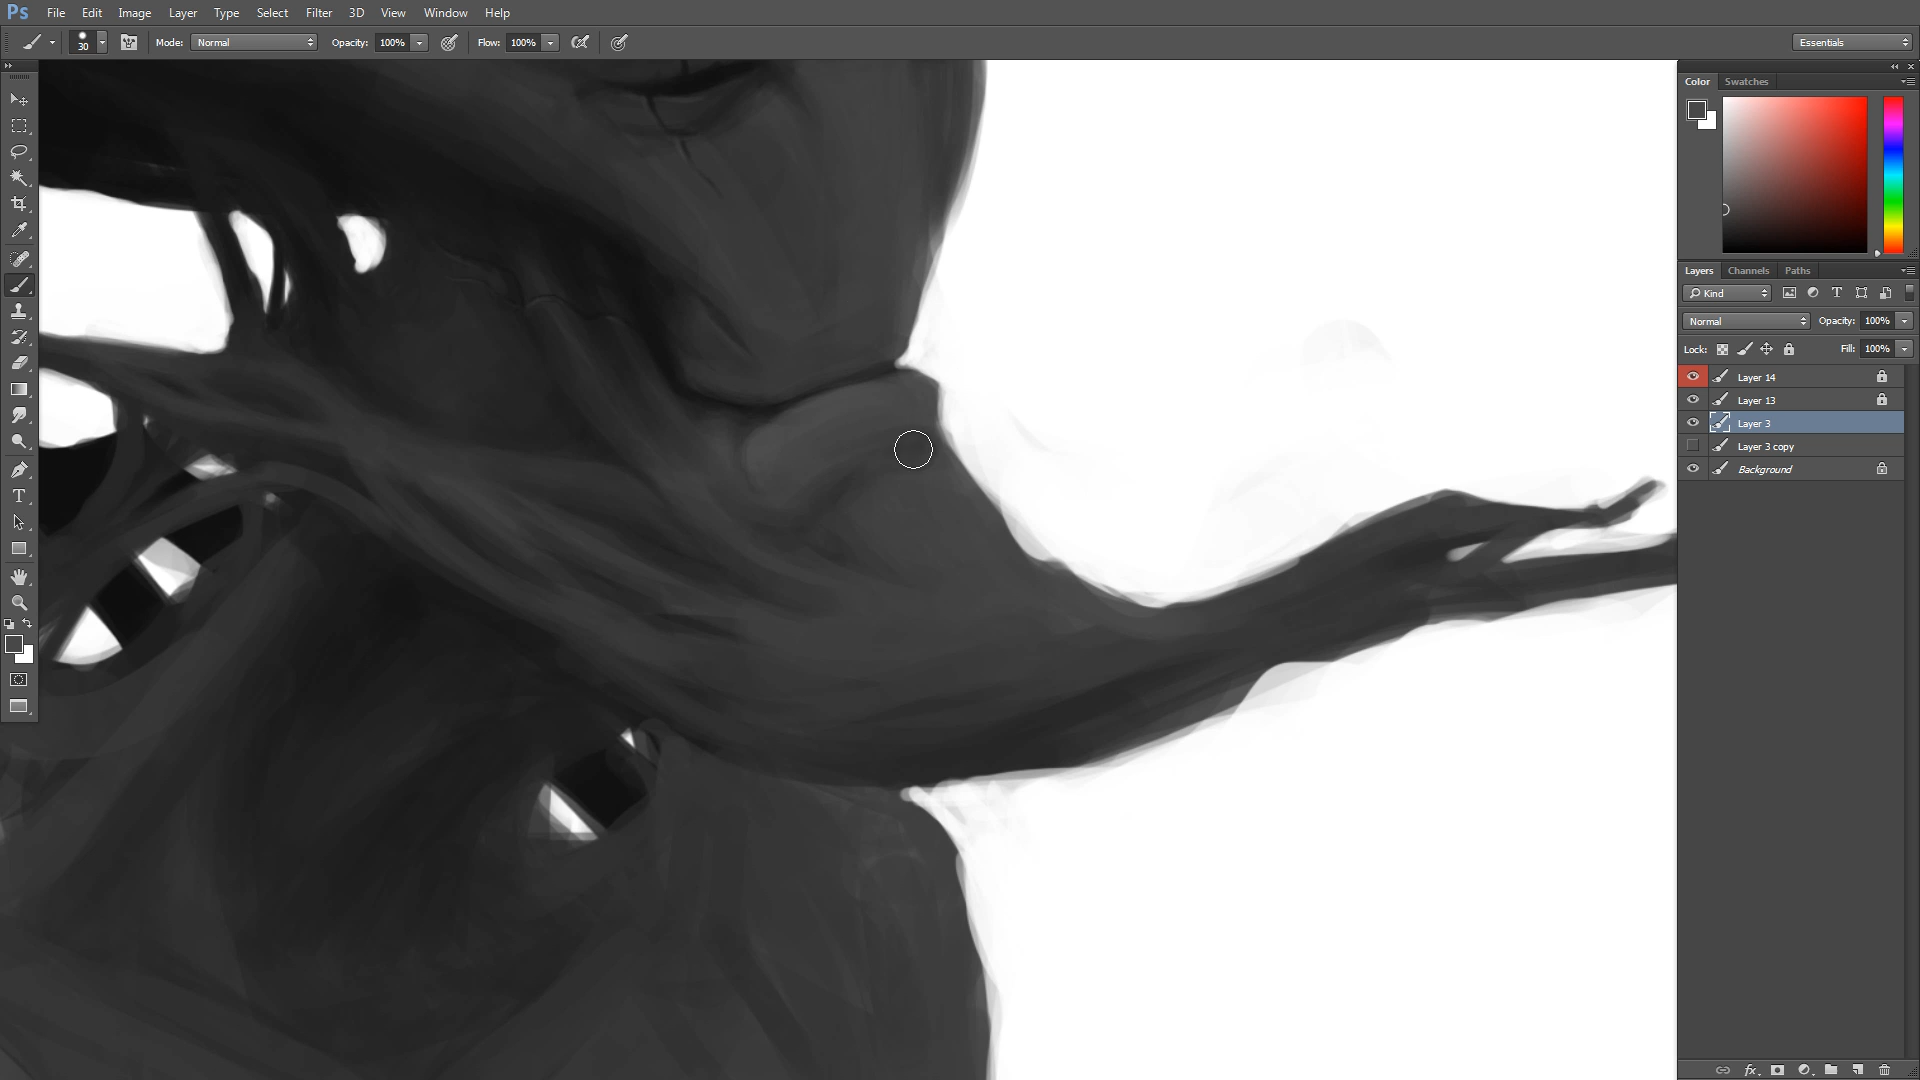 Ps File Edit Image Layer Type Select Filter 3D View Window Help
30 Mode: Normal Opacity: 100% Flow: 100% Essentials
Color Swatches
Layers Channels Paths
Kind T
Normal Opacity: 100%
Lock: Fill: 100%
Layer 14
Layer 13
Layer 3
Layer 3 copy
Background
T
fx